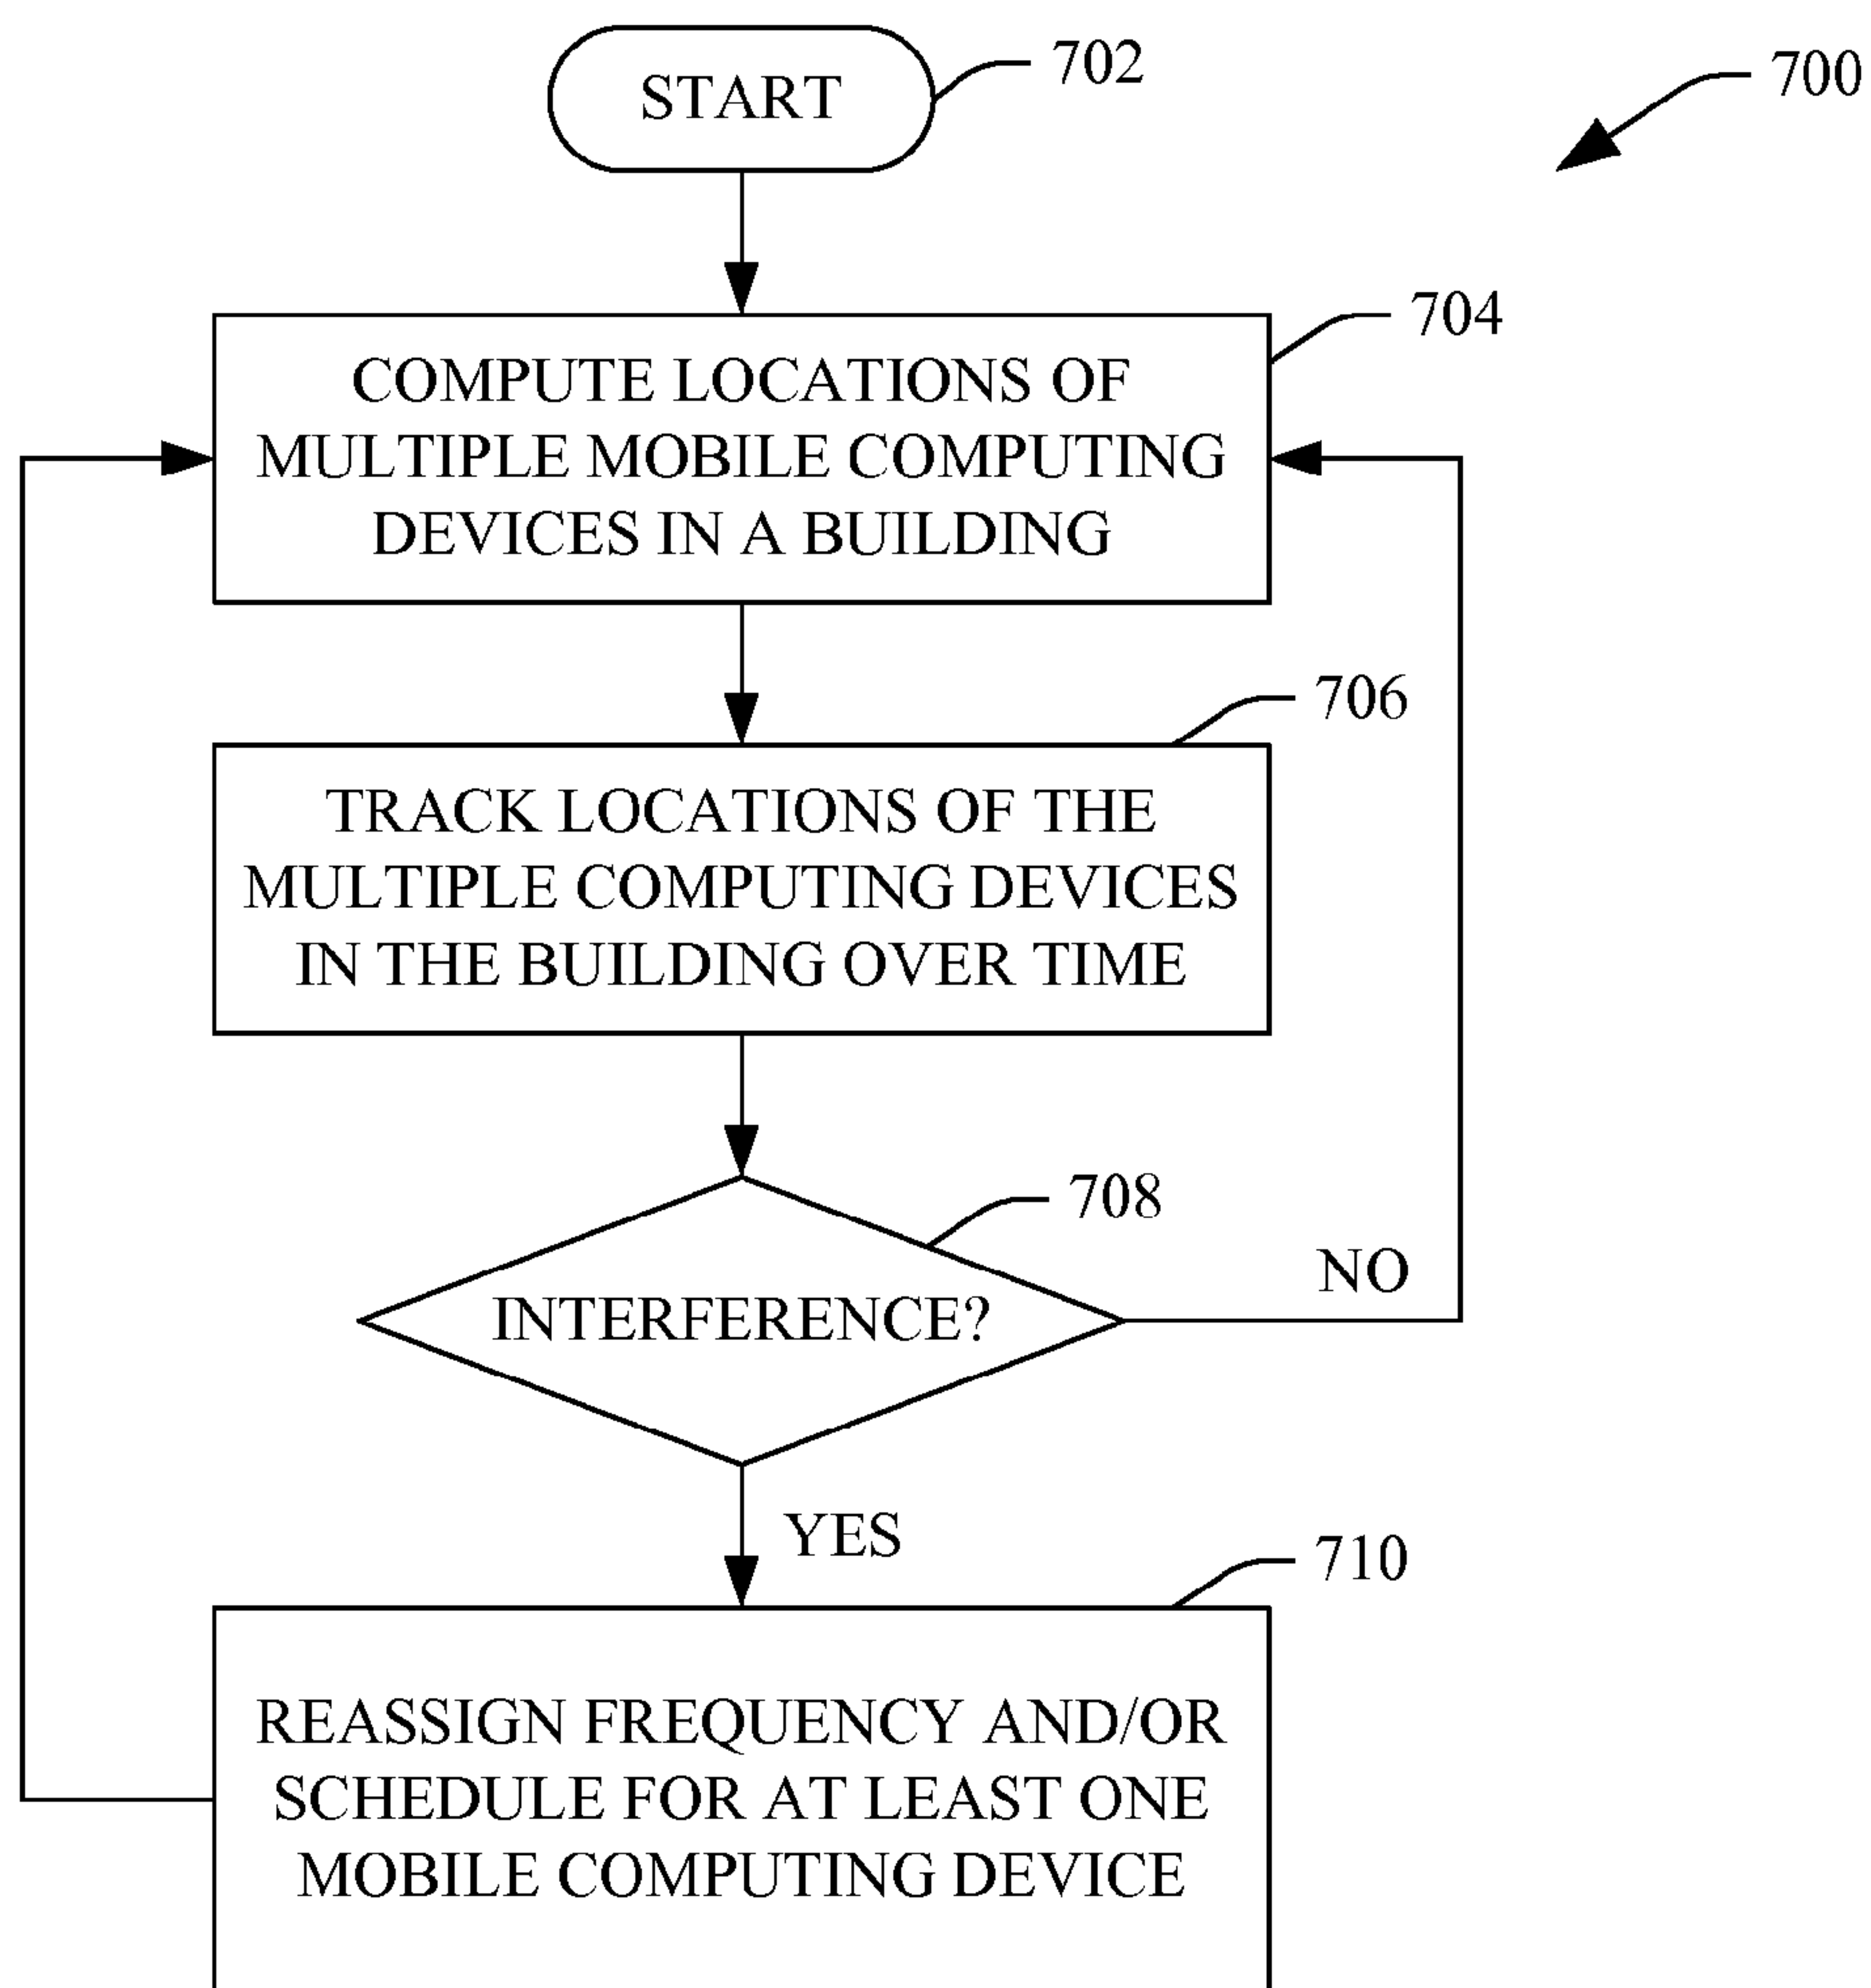 START
702
700
COMPUTE LOCATIONS OF
MULTIPLE MOBILE COMPUTING
DEVICES IN A BUILDING
704
TRACK LOCATIONS OF THE
MULTIPLE COMPUTING DEVICES
IN THE BUILDING OVER TIME
706
INTERFERENCE?
708
NO
YES
710
REASSIGN FREQUENCY AND/OR
SCHEDULE FOR AT LEAST ONE
MOBILE COMPUTING DEVICE